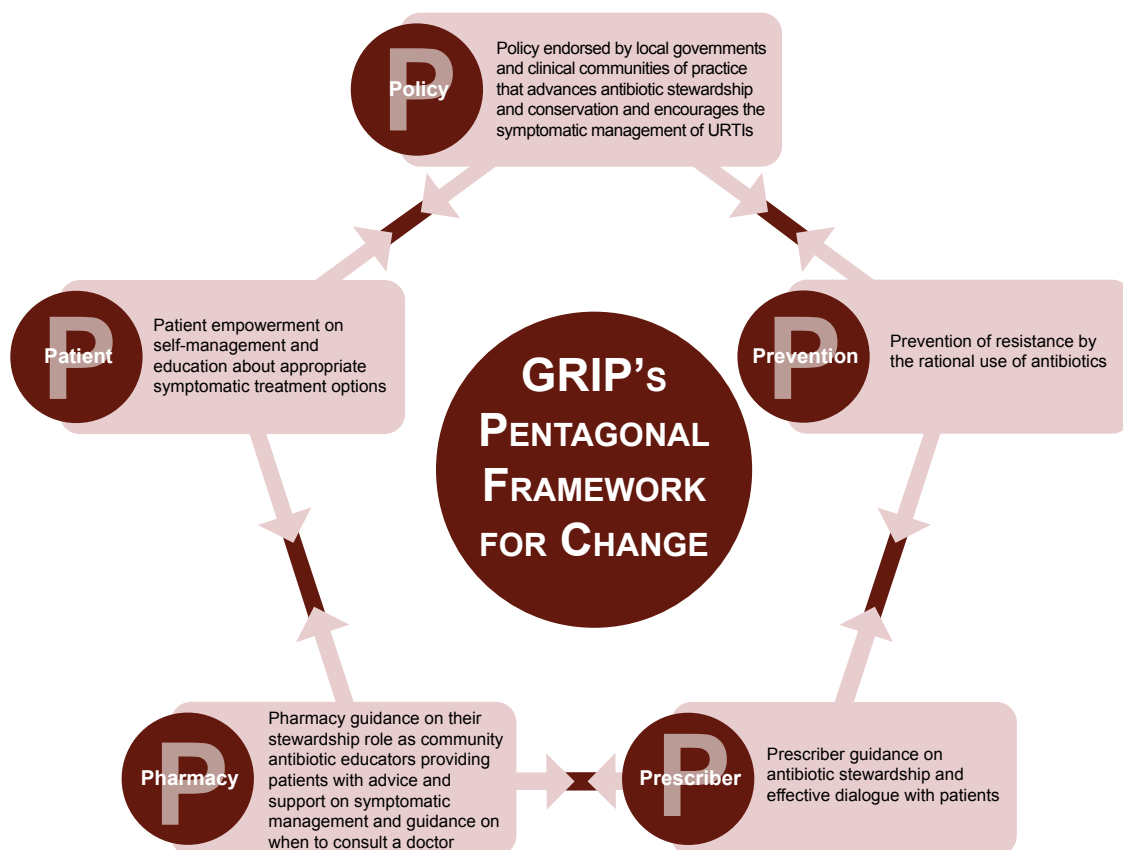 P
Policy
Policy endorsed by local governments
and clinical communities of practice
that advances antibiotic stewardship
and conservation and encourages the
symptomatic management of URTIs
P
Patient
Patient empowerment on
self-management and
education about appropriate
symptomatic treatment options
GRIP'S
PENTAGONAL
FRAMEWORK
FOR CHANGE
P
Prevention
Prevention of resistance by
the rational use of antibiotics
P
Pharmacy
Pharmacy guidance on their
stewardship role as community
antibiotic educators providing
patients with advice and
support on symptomatic
management and guidance on
when to consult a doctor
P
Prescriber
Prescriber guidance on
antibiotic stewardship and
effective dialogue with patients